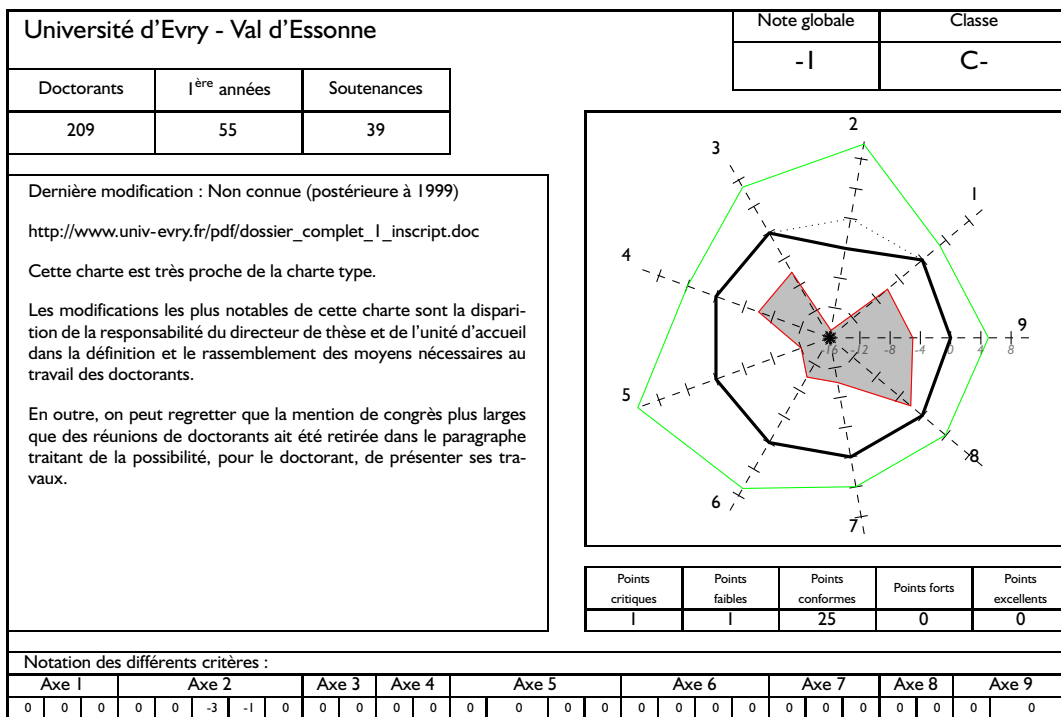 Université d'Evry - Val d'Essonne
Note globale Classe
-1 C-
Doctorants 1ère années Soutenances
209 55 39
Dernière modification : Non connue (postérieure à 1999)
http://www.univ-evry.fr/pdf/dossier_complet_1_inscript.doc
Cette charte est très proche de la charte type.
Les modifications les plus notables de cette charte sont la dispari-
tion de la responsabilité du directeur de thèse et de l'unité d'accueil
dans la définition et le rassemblement des moyens nécessaires au
travail des doctorants.
En outre, on peut regretter que la mention de congrès plus larges
que des réunions de doctorants ait été retirée dans le paragraphe
traitant de la possibilité, pour le doctorant, de présenter ses tra-
vaux.
2
3
1
4
9
-16 -12 -8 -4 0 4 8
5
8
6
7
Points critiques Points faibles Points conformes Points forts Points excellents
1 1 25 0 0
Notation des différents critères :
Axe 1 Axe 2 Axe 3 Axe 4 Axe 5 Axe 6 Axe 7 Axe 8 Axe 9
0 0 0 0 0 -3 -1 0 0 0 0 0 0 0 0 0 0 0 0 0 0 0 0 0 0 0 0